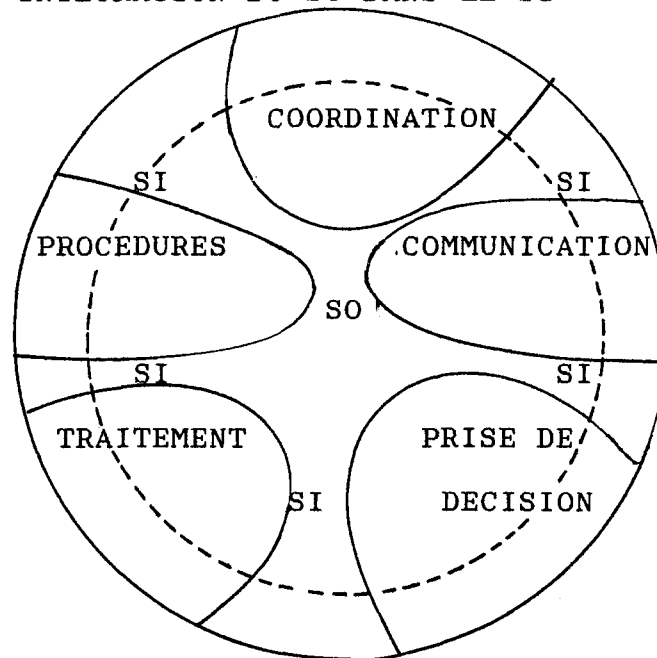 COORDINATION
SI SI
PROCEDURES .COMMUNICATION
SO
SI SI
TRAITEMENT PRISE DE
SI DECISION